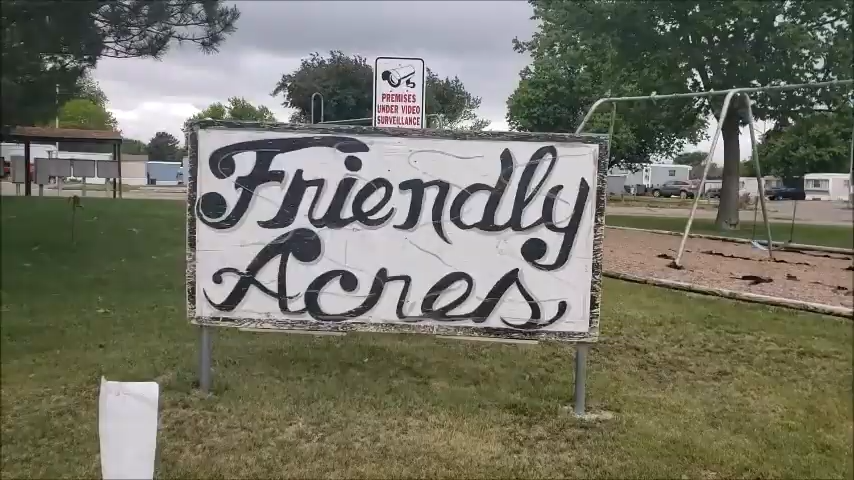 PREMISES
UNDER VIDEO
SURVEILLANCE
Friendly
Acres